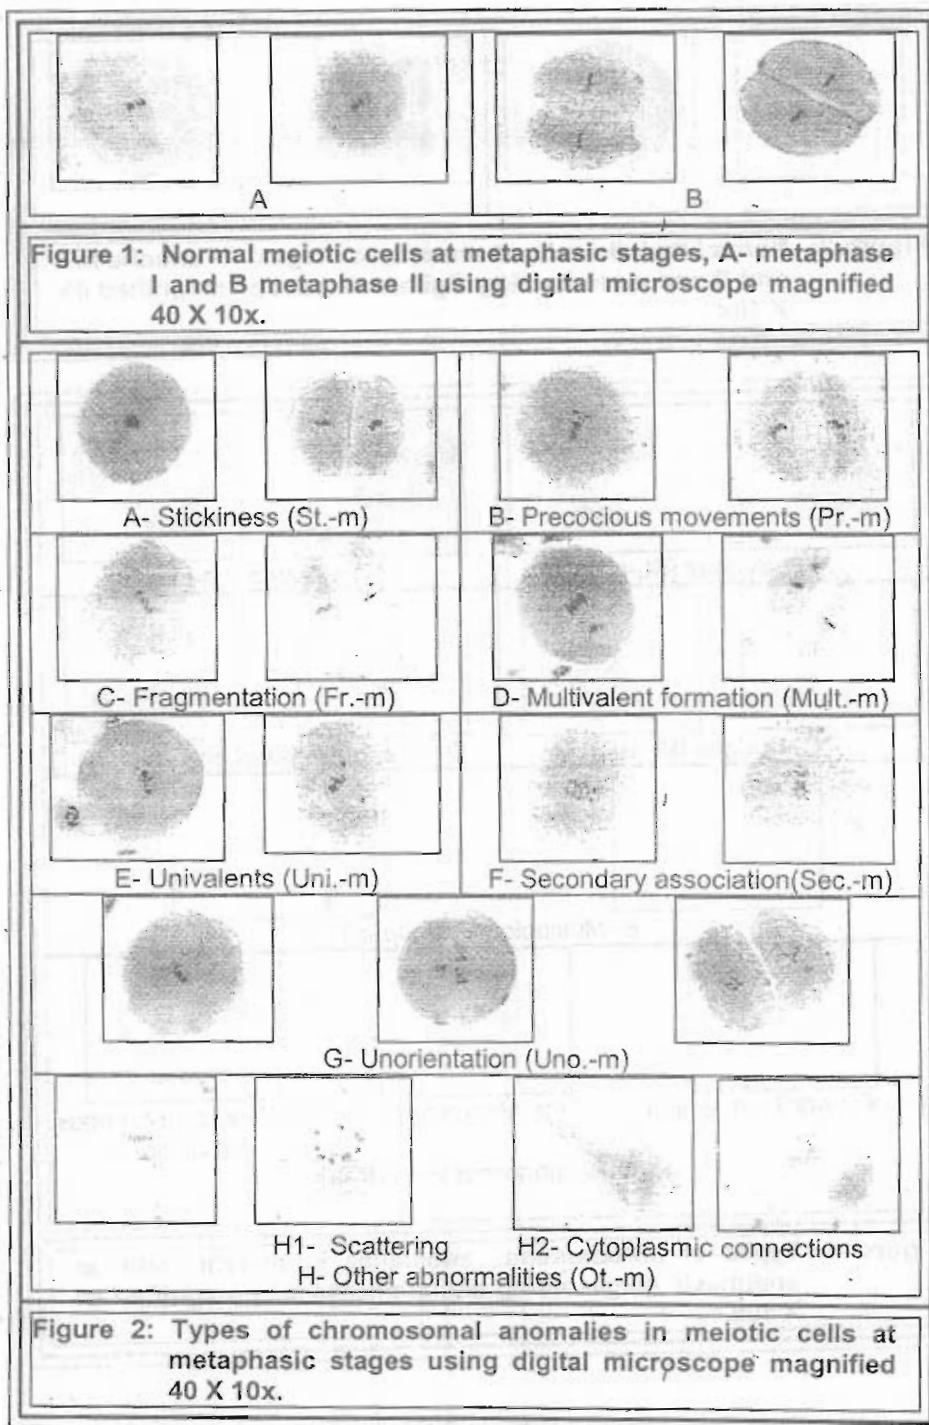 A
B
Figure 1: Normal meiotic cells at metaphasic stages, A- metaphase
I and B metaphase II using digital microscope magnified
40 X 10x.
A- Stickiness (St.-m)
B- Precocious movements (Pr.-m)
C- Fragmentation (Fr.-m)
D- Multivalent formation (Mult.-m)
E- Univalents (Uni.-m)
F- Secondary association(Sec.-m)
G- Unorientation (Uno.-m)
H1- Scattering
H2- Cytoplasmic connections
H- Other abnormalities (Ot.-m)
Figure 2: Types of chromosomal anomalies in meiotic cells at
metaphasic stages using digital microscope magnified
40 X 10x.